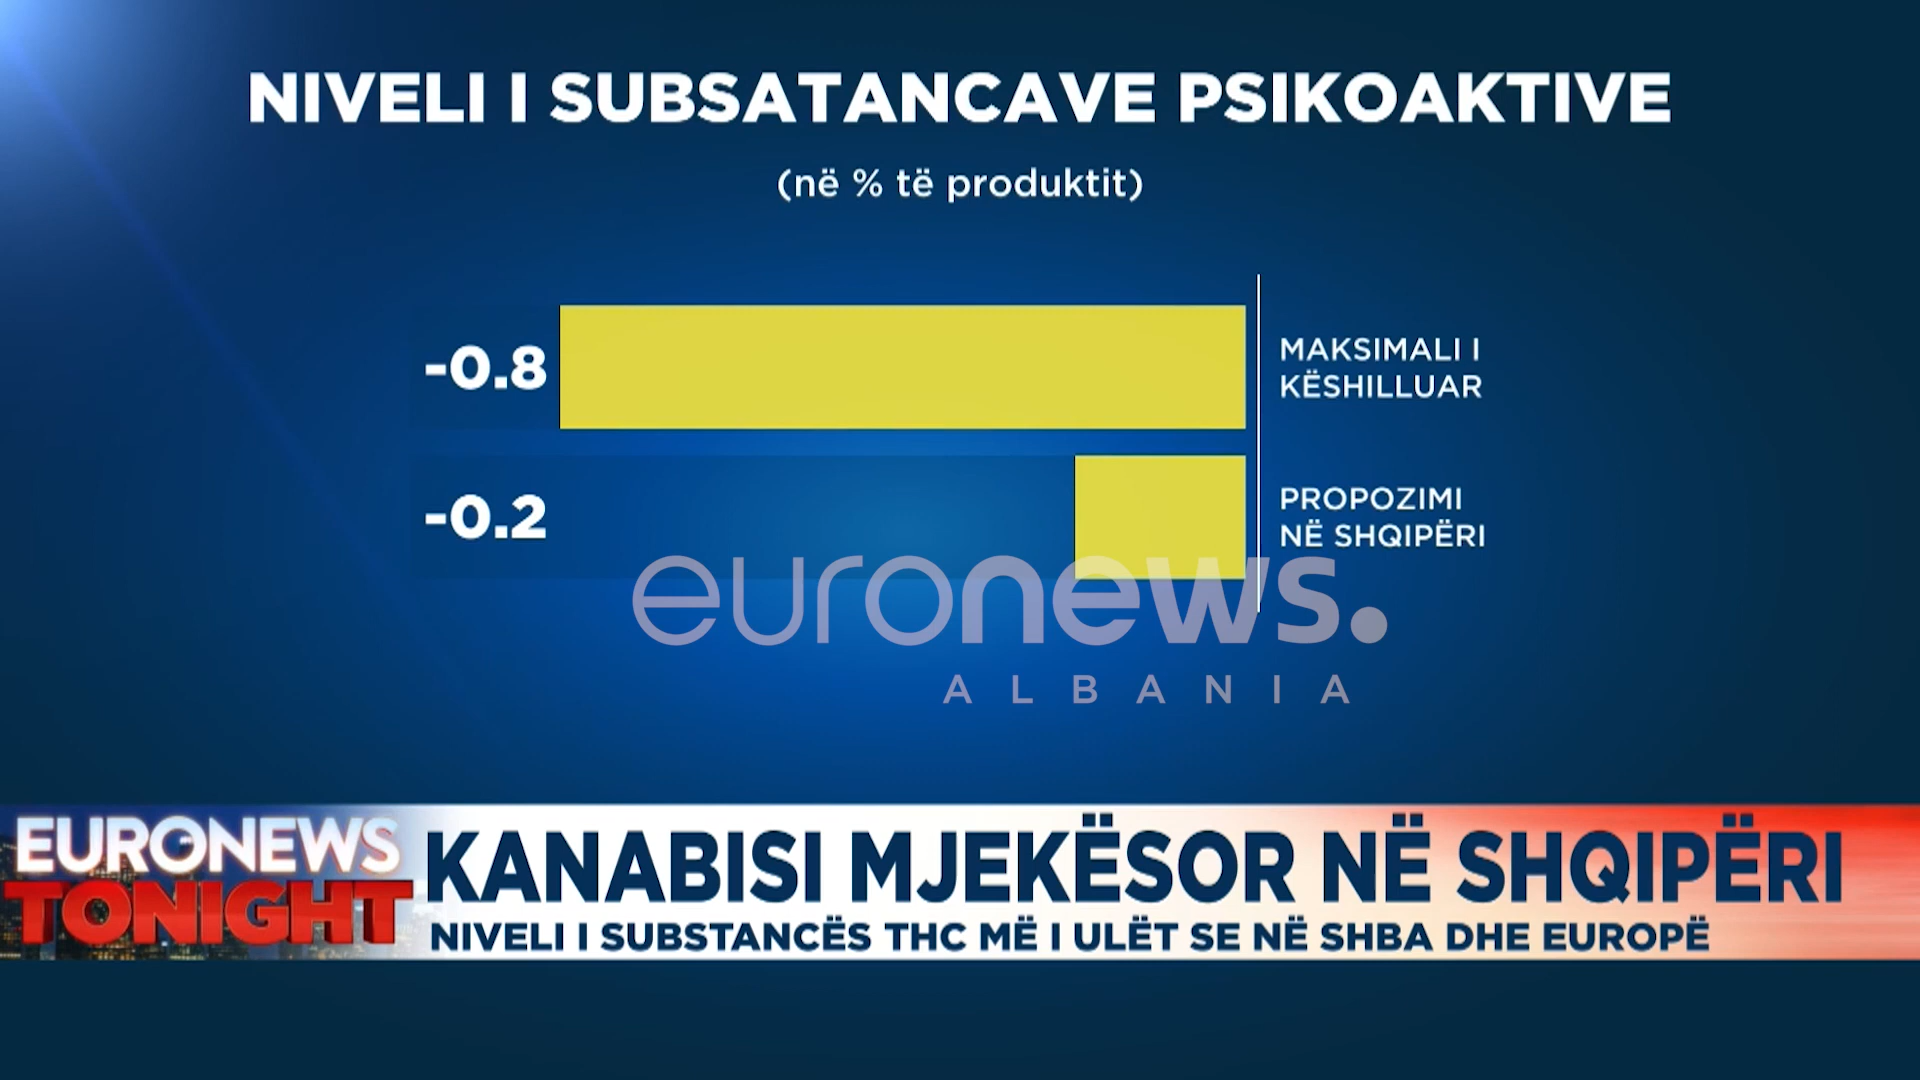 NIVELI I SUBSATANCAVE PSIKOAKTIVE
(në % të produktit)
-0.8
MAKSIMALI I
KËSHILLUAR
-0.2
PROPOZIMI
NË SHQIPËRI
euronews.
ALBANIA
EURONEWS
TONIGHT
KANABISI MJEKËSOR NË SHQIPËRI
NIVELI I SUBSTANCËS THC MË I ULËT SE NË SHBA DHE EUROPË